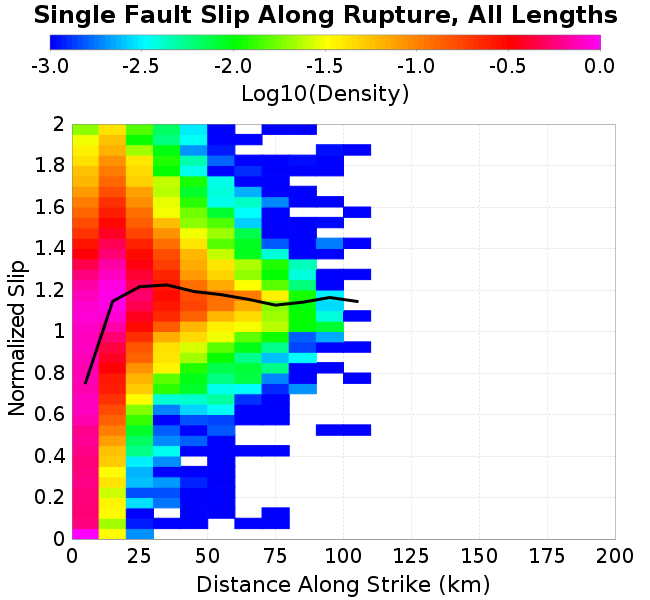 Single Fault Slip Along Rupture, All Lengths
-3.0 -2.5 -2.0 -1.5 -1.0 -0.5 0.0
Log10(Density)
2
1.8
1.6
1.4
1.2
1
0.8
0.6
0.4
0.2
0
Normalized Slip
0 25 50 75 100 125 150 175 200
Distance Along Strike (km)